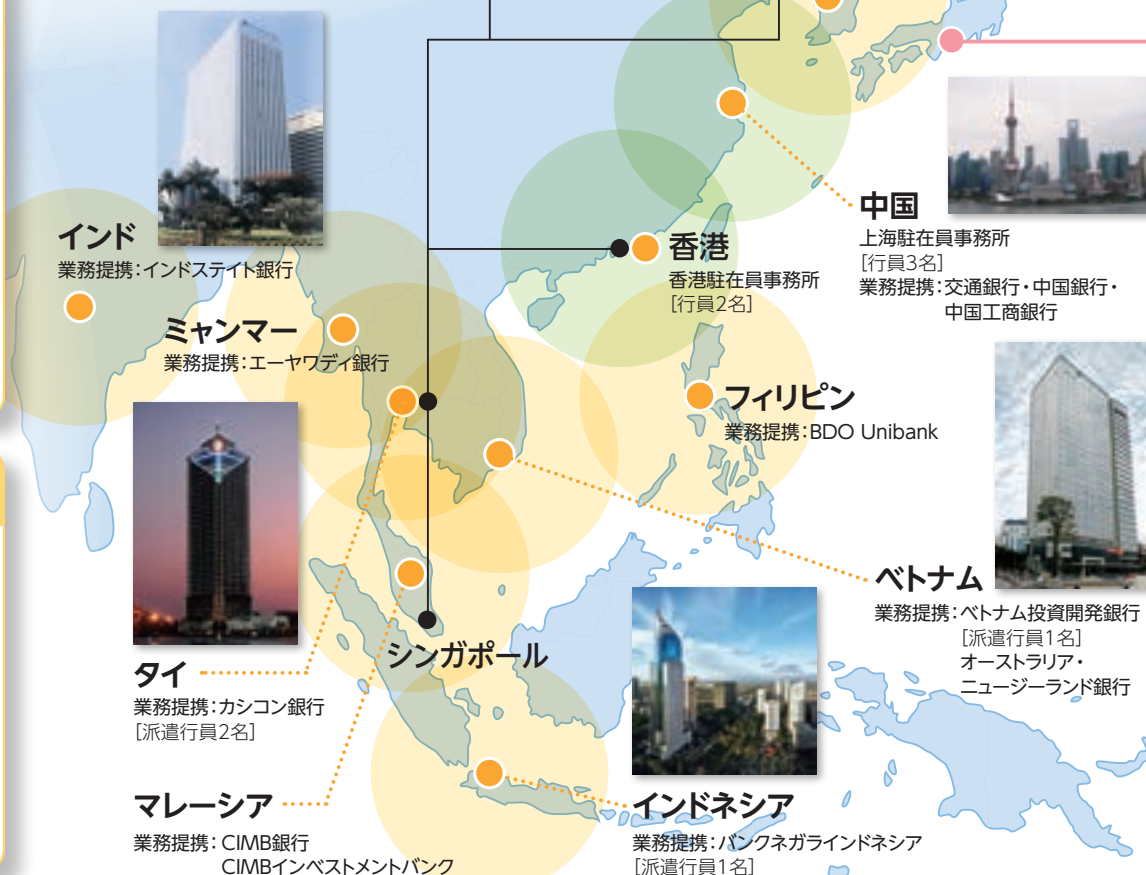 インド
業務提携:インドステイト銀行
ミャンマー
業務提携:エーヤワディ銀行
香港
香港駐在員事務所
[行員2名]
中国
上海駐在員事務所
[行員3名]
業務提携:交通銀行・中国銀行・
中国工商銀行
フィリピン
業務提携:BDO Unibank
ベトナム
業務提携:ベトナム投資開発銀行
[派遣行員1名]
オーストラリア・
ニュージーランド銀行
シンガポール
タイ
業務提携:カシコン銀行
[派遣行員2名]
マレーシア
業務提携:CIMB銀行
CIMBインベストメントバンク
インドネシア
業務提携:バンクネガラインドネシア
[派遣行員1名]